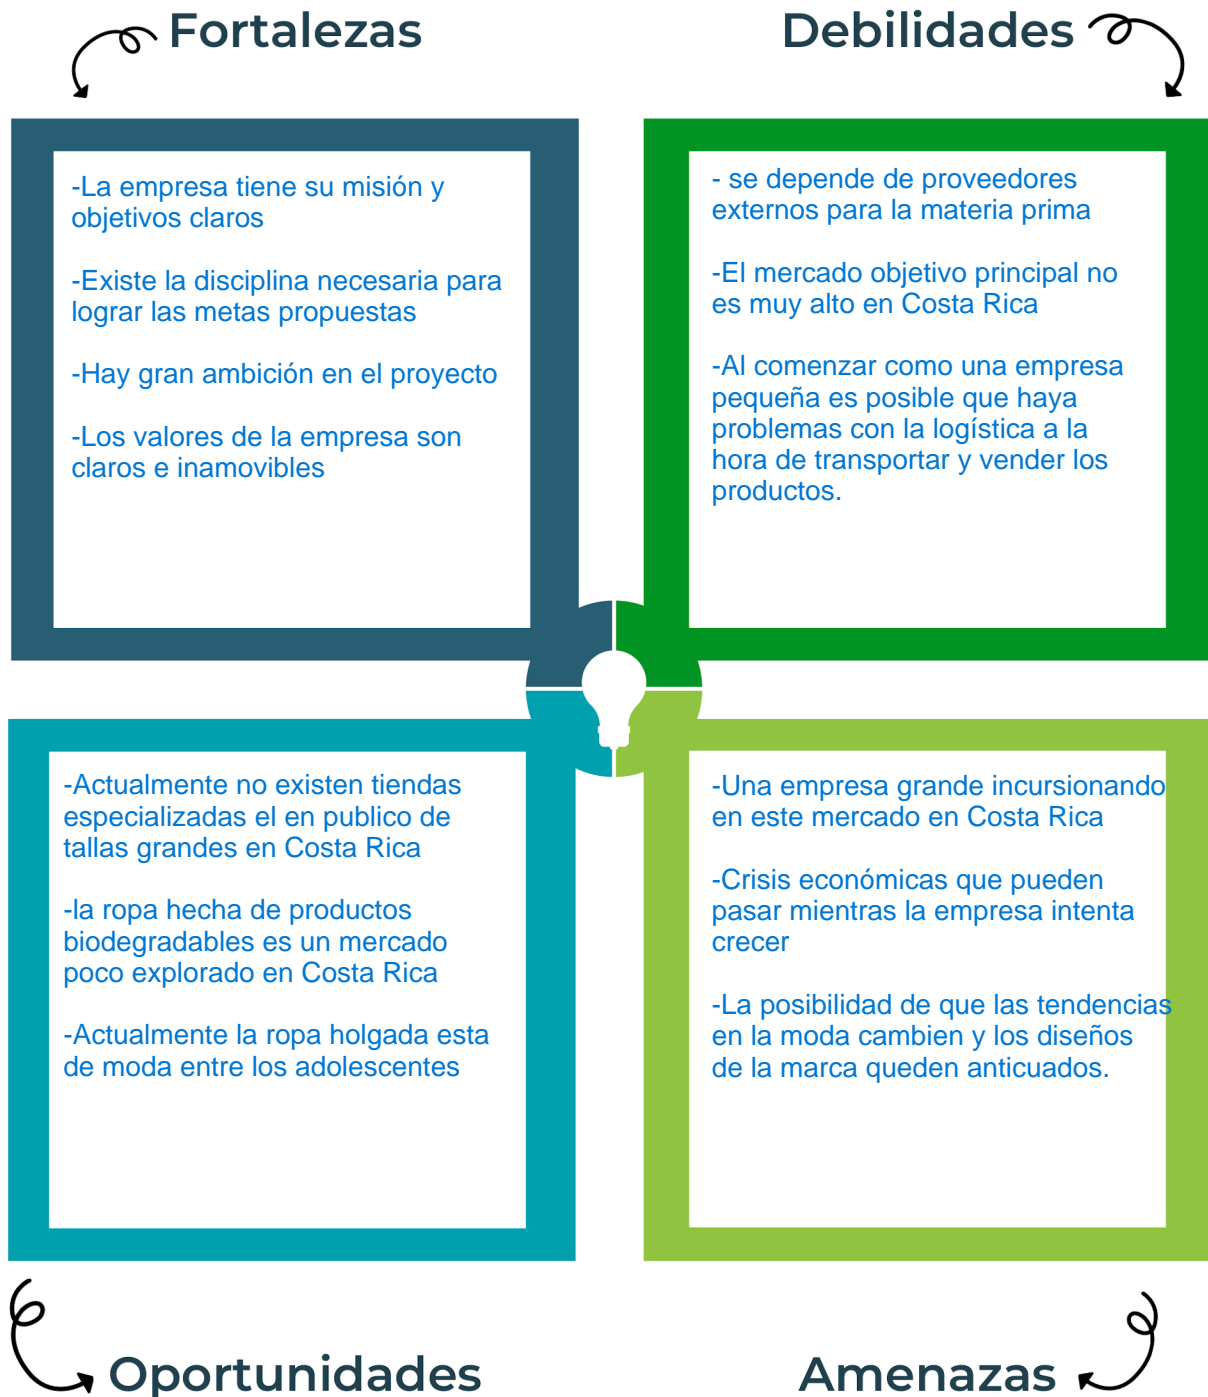 Fortalezas
-La empresa tiene su misión y
objetivos claros
-Existe la disciplina necesaria para
lograr las metas propuestas
-Hay gran ambición en el proyecto
-Los valores de la empresa son
claros e inamovibles
Debilidades
- se depende de proveedores
externos para la materia prima
-El mercado objetivo principal no
es muy alto en Costa Rica
-Al comenzar como una empresa
pequeña es posible que haya
problemas con la logística a la
hora de transportar y vender los
productos.
-Actualmente no existen tiendas
especializadas el en publico de
tallas grandes en Costa Rica
-la ropa hecha de productos
biodegradables es un mercado
poco explorado en Costa Rica
-Actualmente la ropa holgada esta
de moda entre los adolescentes
Oportunidades
-Una empresa grande incursionando
en este mercado en Costa Rica
-Crisis económicas que pueden
pasar mientras la empresa intenta
crecer
-La posibilidad de que las tendencias
en la moda cambien y los diseños
de la marca queden anticuados.
Amenazas